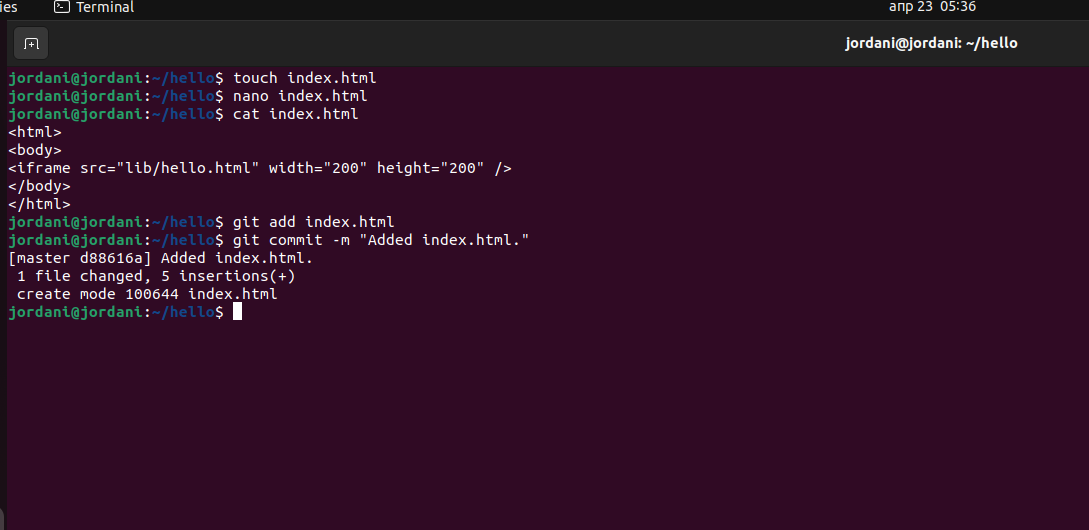 ies
Terminal
апр 23 05:36
jordani@jordani: ~/hello
jordani@jordani:~/hello$ touch index.html
jordani@jordani:~/hello$ nano index.html
jordani@jordani:~/hello$ cat index.html
<html>
<body>
<iframe src="lib/hello.html" width="200" height="200" />
</body>
</html>
jordani@jordani:~/hello$ git add index.html
jordani@jordani:~/hello$ git commit -m "Added index.html."
[master d88616a] Added index.html.
 1 file changed, 5 insertions(+)
 create mode 100644 index.html
jordani@jordani:~/hello$